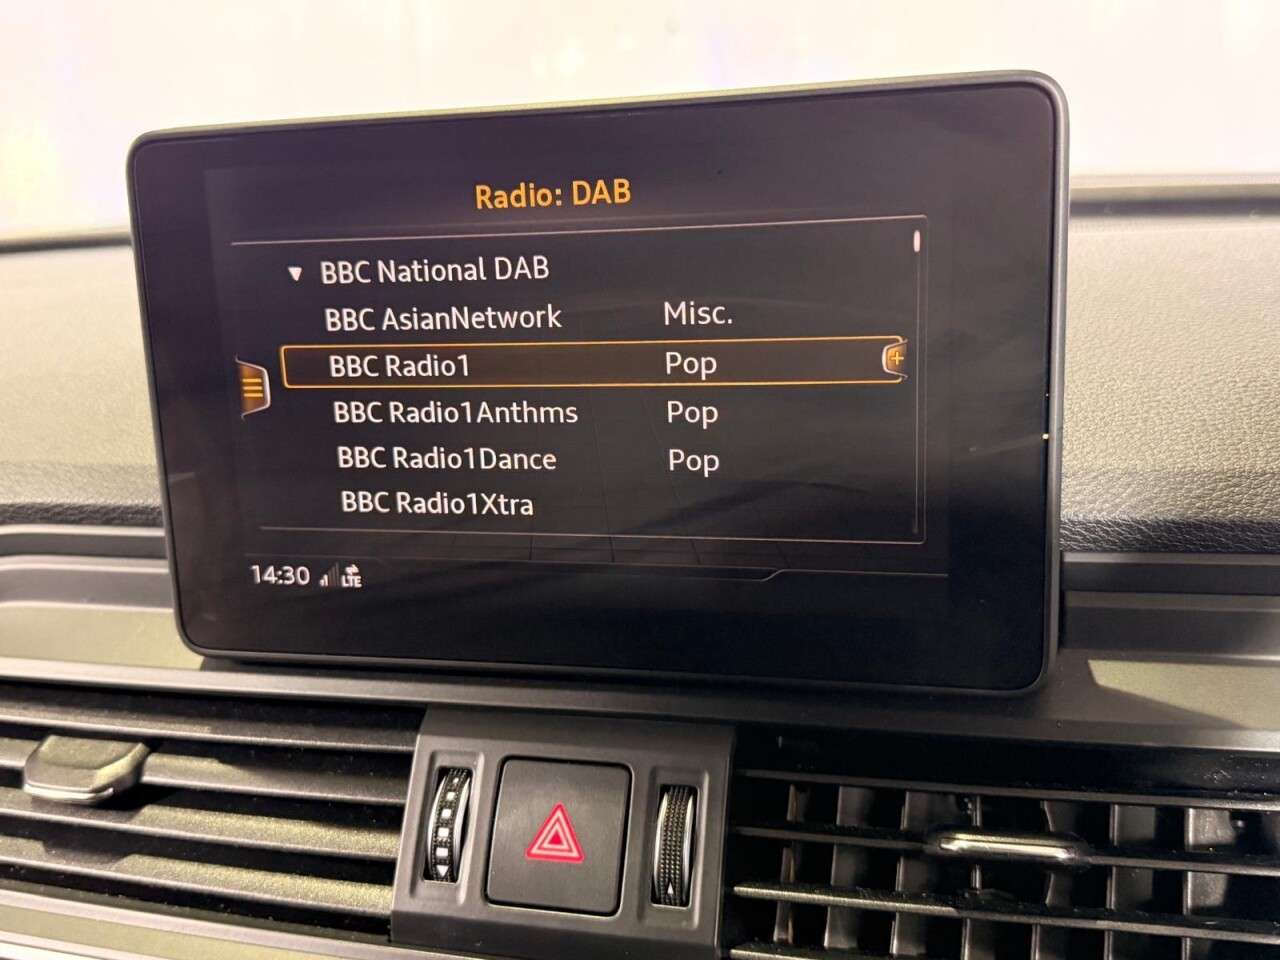 Radio: DAB
BBC National DAB
BBC AsianNetwork Misc.
BBC Radio1 Pop
BBC Radio1Anthms Pop
BBC Radio1Dance Pop
BBC Radio1Xtra
14:30 LTE